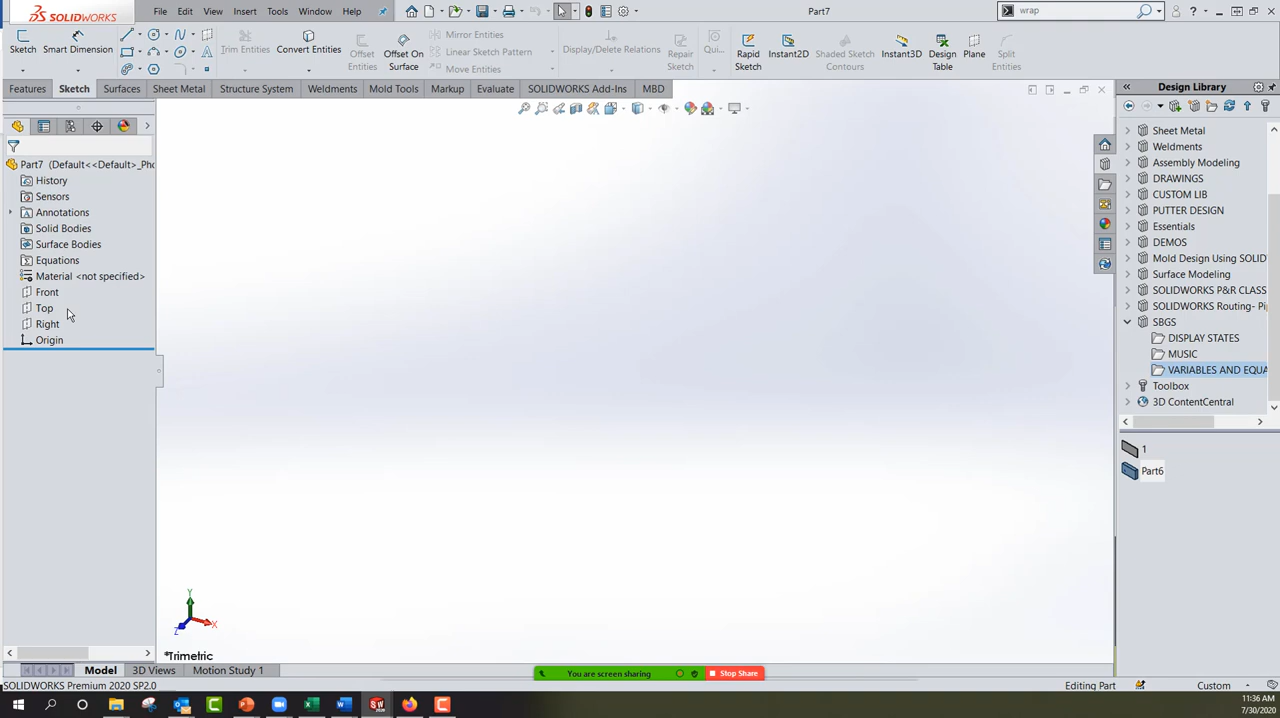 SOLIDWORKS File Edit View Insert Tools Window Help Part7 wrap
Sketch Smart Dimension Trim Entities Convert Entities Offset Entities Offset On Surface Mirror Entities Linear Sketch Pattern Move Entities Display/Delete Relations Repair Sketch Qui... Rapid Sketch Instant2D Shaded Sketch Contours Instant3D Design Table Plane Split Entities
Features Sketch Surfaces Sheet Metal Structure System Weldments Mold Tools Markup Evaluate SOLIDWORKS Add-Ins MBD
Design Library
Part7 (Default<<Default>_Pho
History
Sensors
Annotations
Solid Bodies
Surface Bodies
Equations
Material <not specified>
Front
Top
Right
Origin
Sheet Metal
Weldments
Assembly Modeling
DRAWINGS
CUSTOM LIB
PUTTER DESIGN
Essentials
DEMOS
Mold Design Using SOLID
Surface Modeling
SOLIDWORKS P&R CLASS
SOLIDWORKS Routing- Pi
SBGS
DISPLAY STATES
MUSIC
VARIABLES AND EQUA
Toolbox
3D ContentCentral
1
Part6
Y
X
Z
*Trimetric
Model 3D Views Motion Study 1
You are screen sharing Stop Share
SOLIDWORKS Premium 2020 SP2.0 Editing Part Custom
11:36 AM
7/30/2020